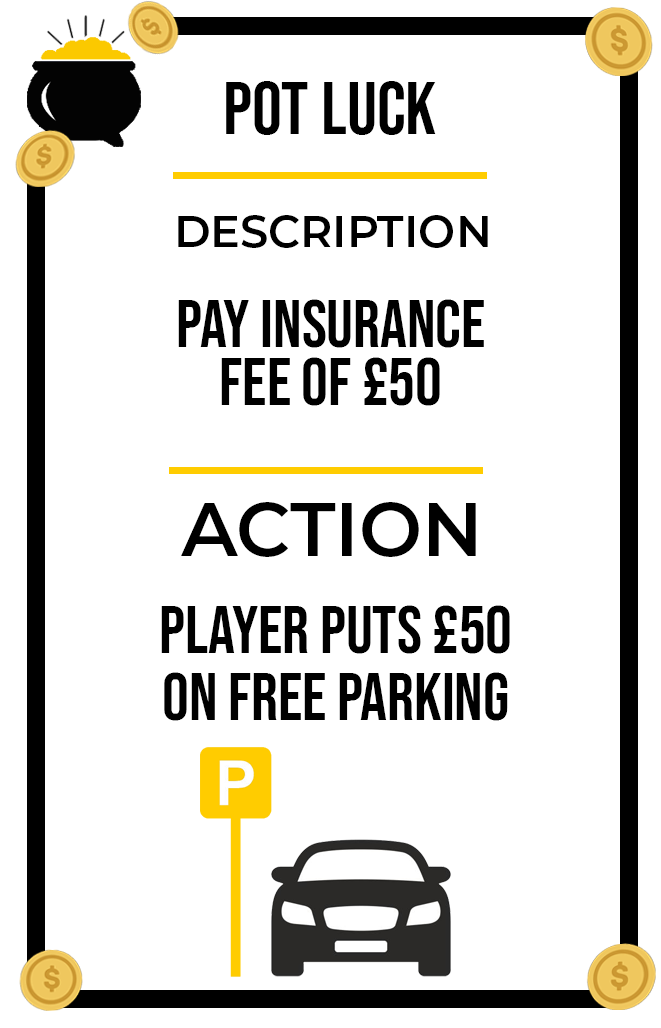 POT LUCK
DESCRIPTION
PAY INSURANCE
FEE OF £50
ACTION
PLAYER PUTS £50
ON FREE PARKING
P
$
$
$
$
$